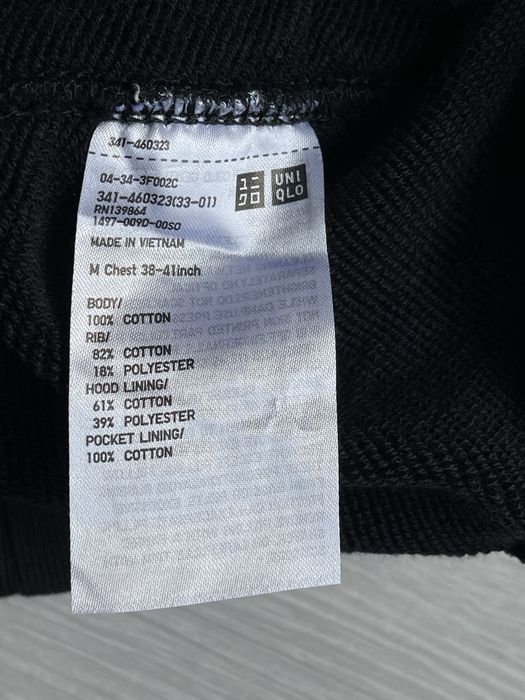 341-460323
04-34-3F002C
341-460323(33-01)
RN139864
1497-009D-00S0
MADE IN VIETNAM
ユニ
クロ
UNI
QLO
M Chest 38-41inch
BODY/
100% COTTON
RIB/
82% COTTON
18% POLYESTER
HOOD LINING/
61% COTTON
39% POLYESTER
POCKET LINING/
100% COTTON